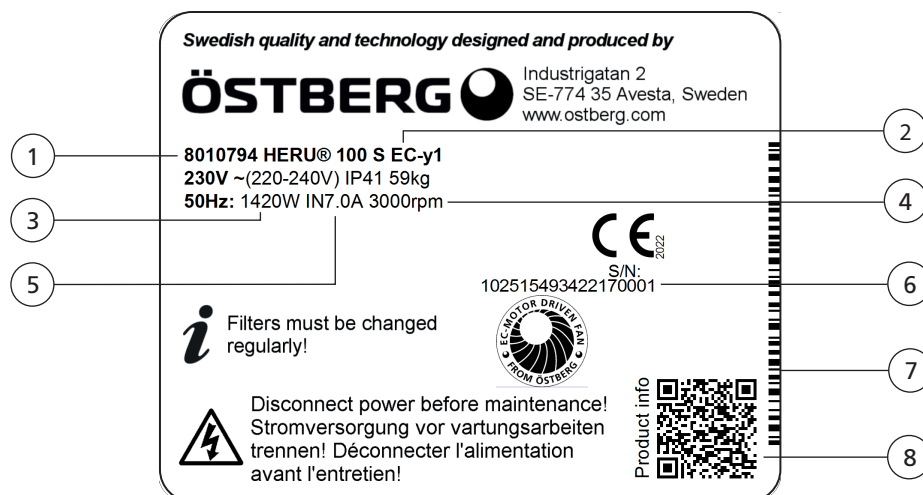 Swedish quality and technology designed and produced by
ÖSTBERG
Industrigatan 2
SE-774 35 Avesta, Sweden
www.ostberg.com
8010794 HERU® 100 S EC-y1
230V ~(220-240V) IP41 59kg
50Hz: 1420W IN7.0A 3000rpm
CE
2022
S/N:
102515493422170001
EC-MOTOR DRIVEN FAN
FROM ÖSTBERG
i
Filters must be changed
regularly!
Disconnect power before maintenance!
Stromversorgung vor vartungsarbeiten
trennen! Déconnecter l'alimentation
avant l'entretien!
Product info
1
2
3
4
5
6
7
8